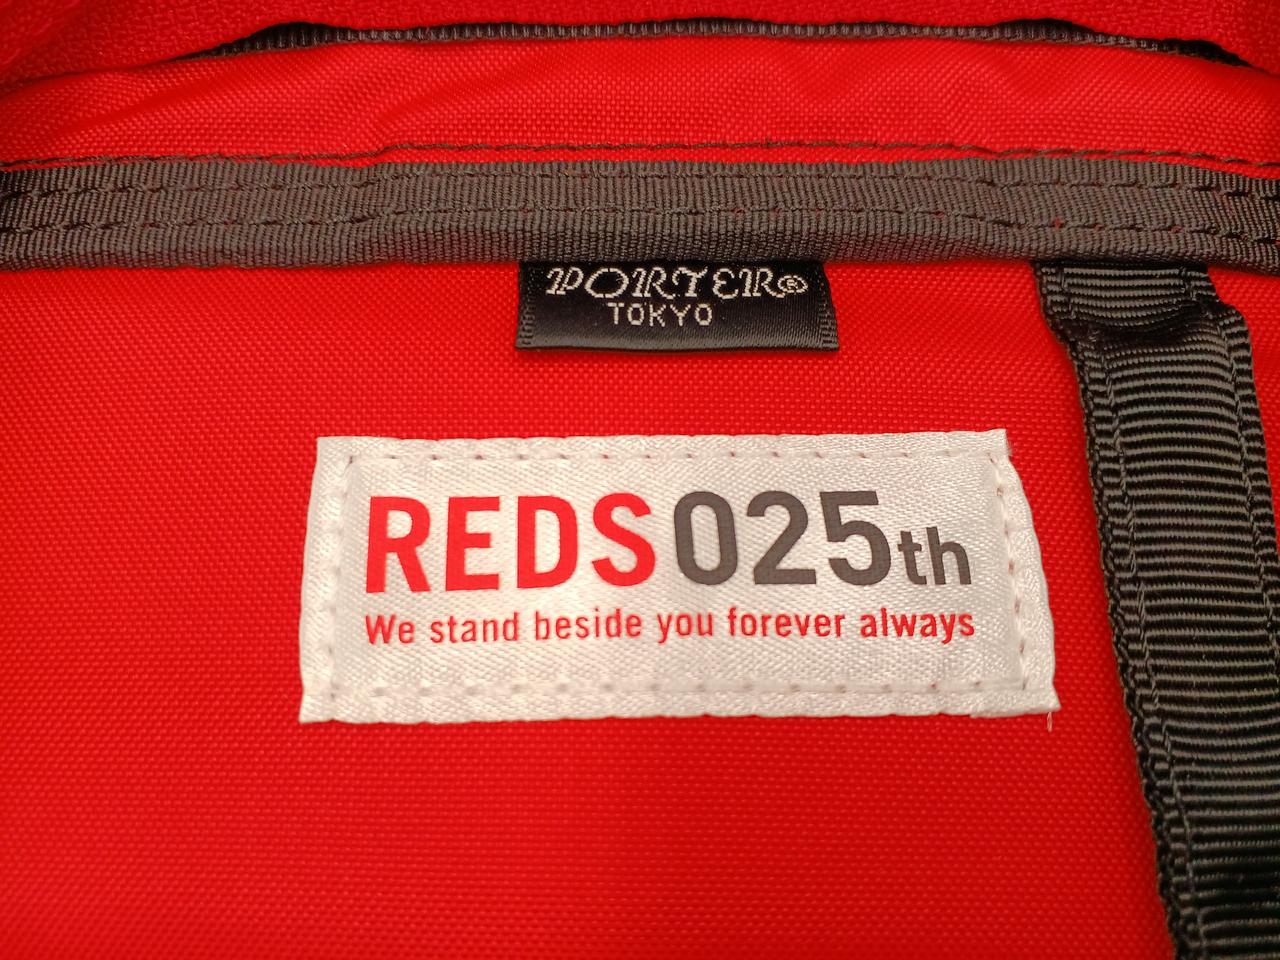 PORTER®
TOKYO
REDS025th
We stand beside you forever always